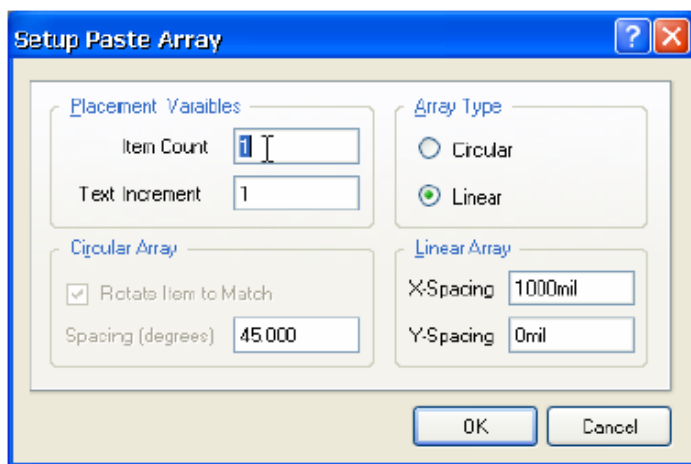 Setup Paste Array
Placement Varaibles
Item Count 1
Text Increment 1
Array Type
Circular
Linear
Circular Array
Rotate Item to Match
Spacing (degrees) 45.000
Linear Array
X-Spacing 1000mil
Y-Spacing 0mil
OK Cancel